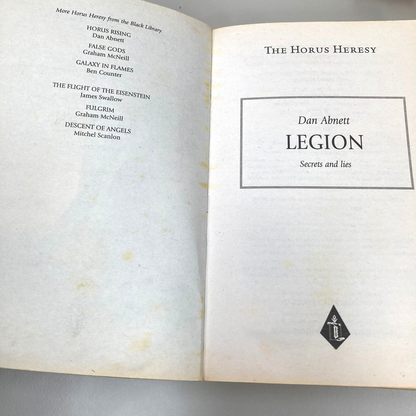 More Horus Heresy from the Black Library
HORUS RISING
Dan Abnett
FALSE GODS
Graham McNeill
GALAXY IN FLAMES
Ben Counter
THE FLIGHT OF THE EISENSTEIN
James Swallow
FULGRIM
Graham McNeill
DESCENT OF ANGELS
Mitchel Scanlon
THE HORUS HERESY
Dan Abnett
LEGION
Secrets and lies